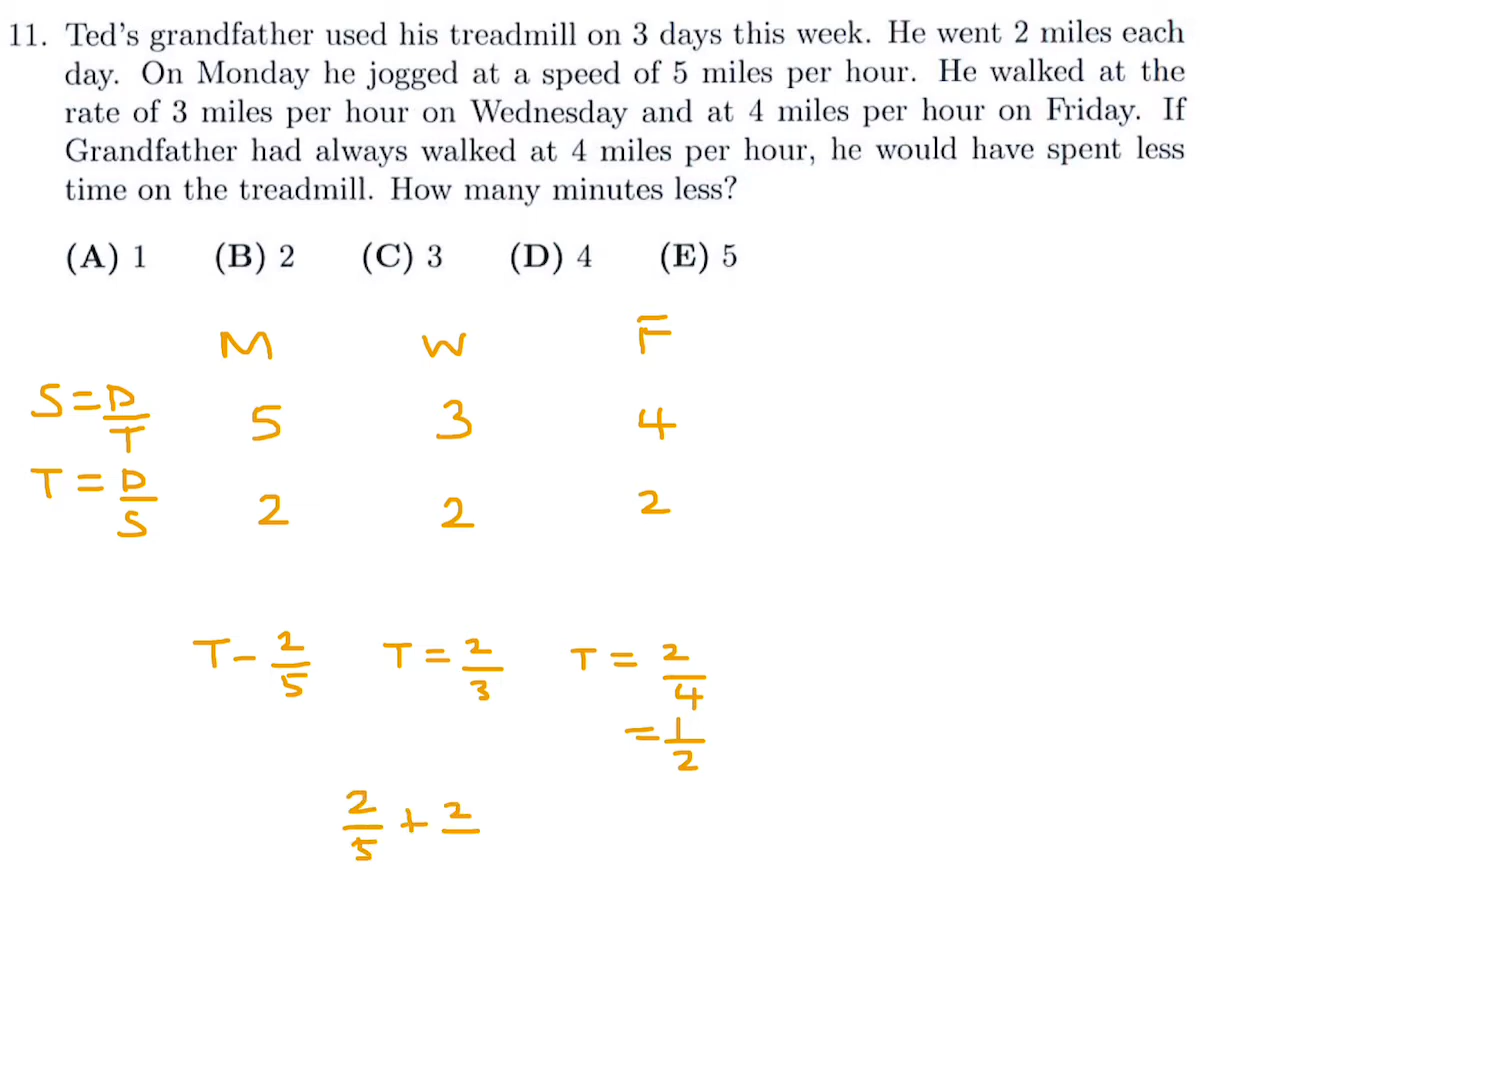 11. Ted's grandfather used his treadmill on 3 days this week. He went 2 miles each
day. On Monday he jogged at a speed of 5 miles per hour. He walked at the
rate of 3 miles per hour on Wednesday and at 4 miles per hour on Friday. If
Grandfather had always walked at 4 miles per hour, he would have spent less
time on the treadmill. How many minutes less?
(A) 1 (B) 2 (C) 3 (D) 4 (E) 5
M W F
S = D/T 5 3 4
T = D/S 2 2 2
T - 2/5 T = 2/3 T = 2/4
= 1/2
2/5 + 2/